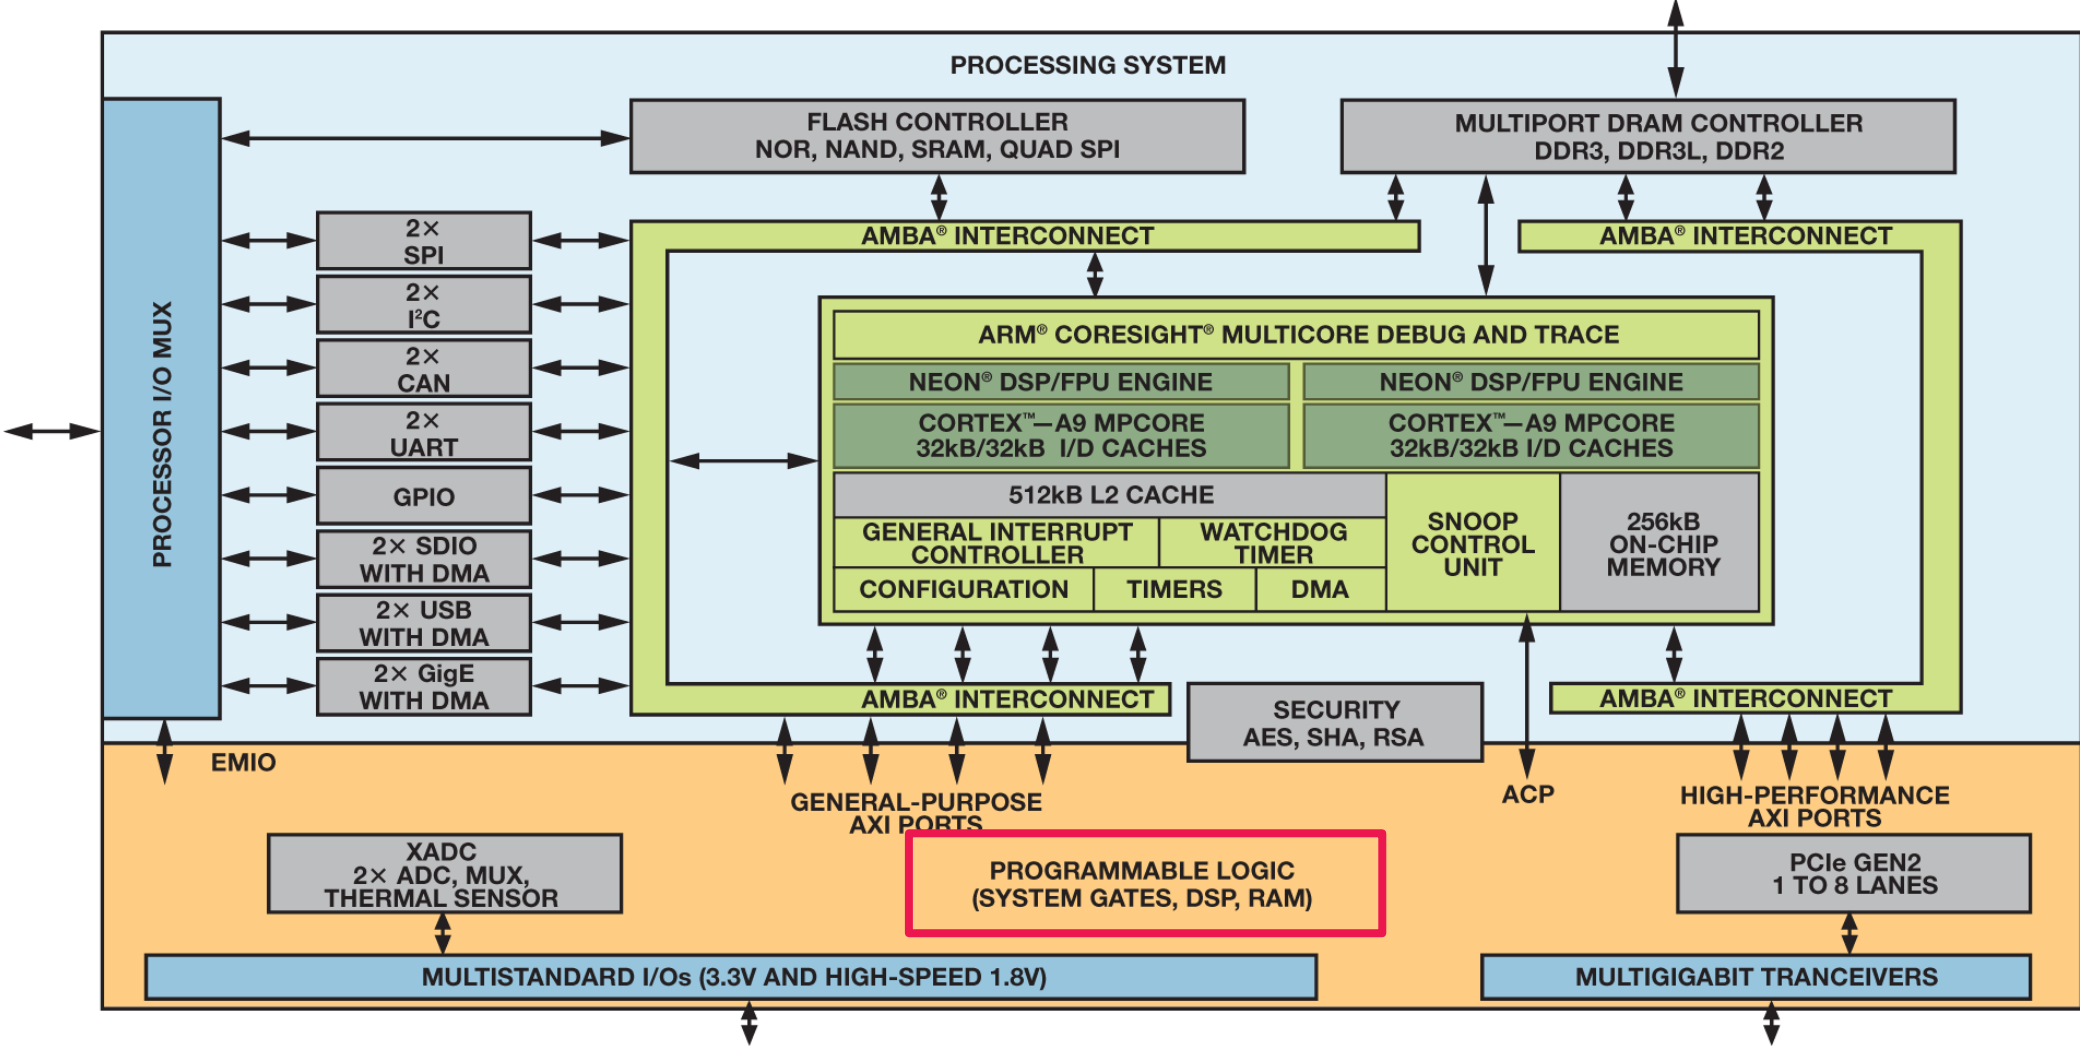 PROCESSING SYSTEM
FLASH CONTROLLER
NOR, NAND, SRAM, QUAD SPI
MULTIPORT DRAM CONTROLLER
DDR3, DDR3L, DDR2
PROCESSOR I/O MUX
2×
SPI
2×
I²C
2×
CAN
2×
UART
GPIO
2× SDIO
WITH DMA
2× USB
WITH DMA
2× GigE
WITH DMA
AMBA® INTERCONNECT
AMBA® INTERCONNECT
ARM® CORESIGHT® MULTICORE DEBUG AND TRACE
NEON® DSP/FPU ENGINE
NEON® DSP/FPU ENGINE
CORTEX™—A9 MPCORE
32kB/32kB I/D CACHES
CORTEX™—A9 MPCORE
32kB/32kB I/D CACHES
512kB L2 CACHE
GENERAL INTERRUPT
CONTROLLER
WATCHDOG
TIMER
CONFIGURATION
TIMERS
DMA
SNOOP
CONTROL
UNIT
256kB
ON-CHIP
MEMORY
AMBA® INTERCONNECT
AMBA® INTERCONNECT
SECURITY
AES, SHA, RSA
EMIO
GENERAL-PURPOSE
AXI PORTS
ACP
HIGH-PERFORMANCE
AXI PORTS
XADC
2× ADC, MUX,
THERMAL SENSOR
PROGRAMMABLE LOGIC
(SYSTEM GATES, DSP, RAM)
PCIe GEN2
1 TO 8 LANES
MULTISTANDARD I/Os (3.3V AND HIGH-SPEED 1.8V)
MULTIGIGABIT TRANCEIVERS